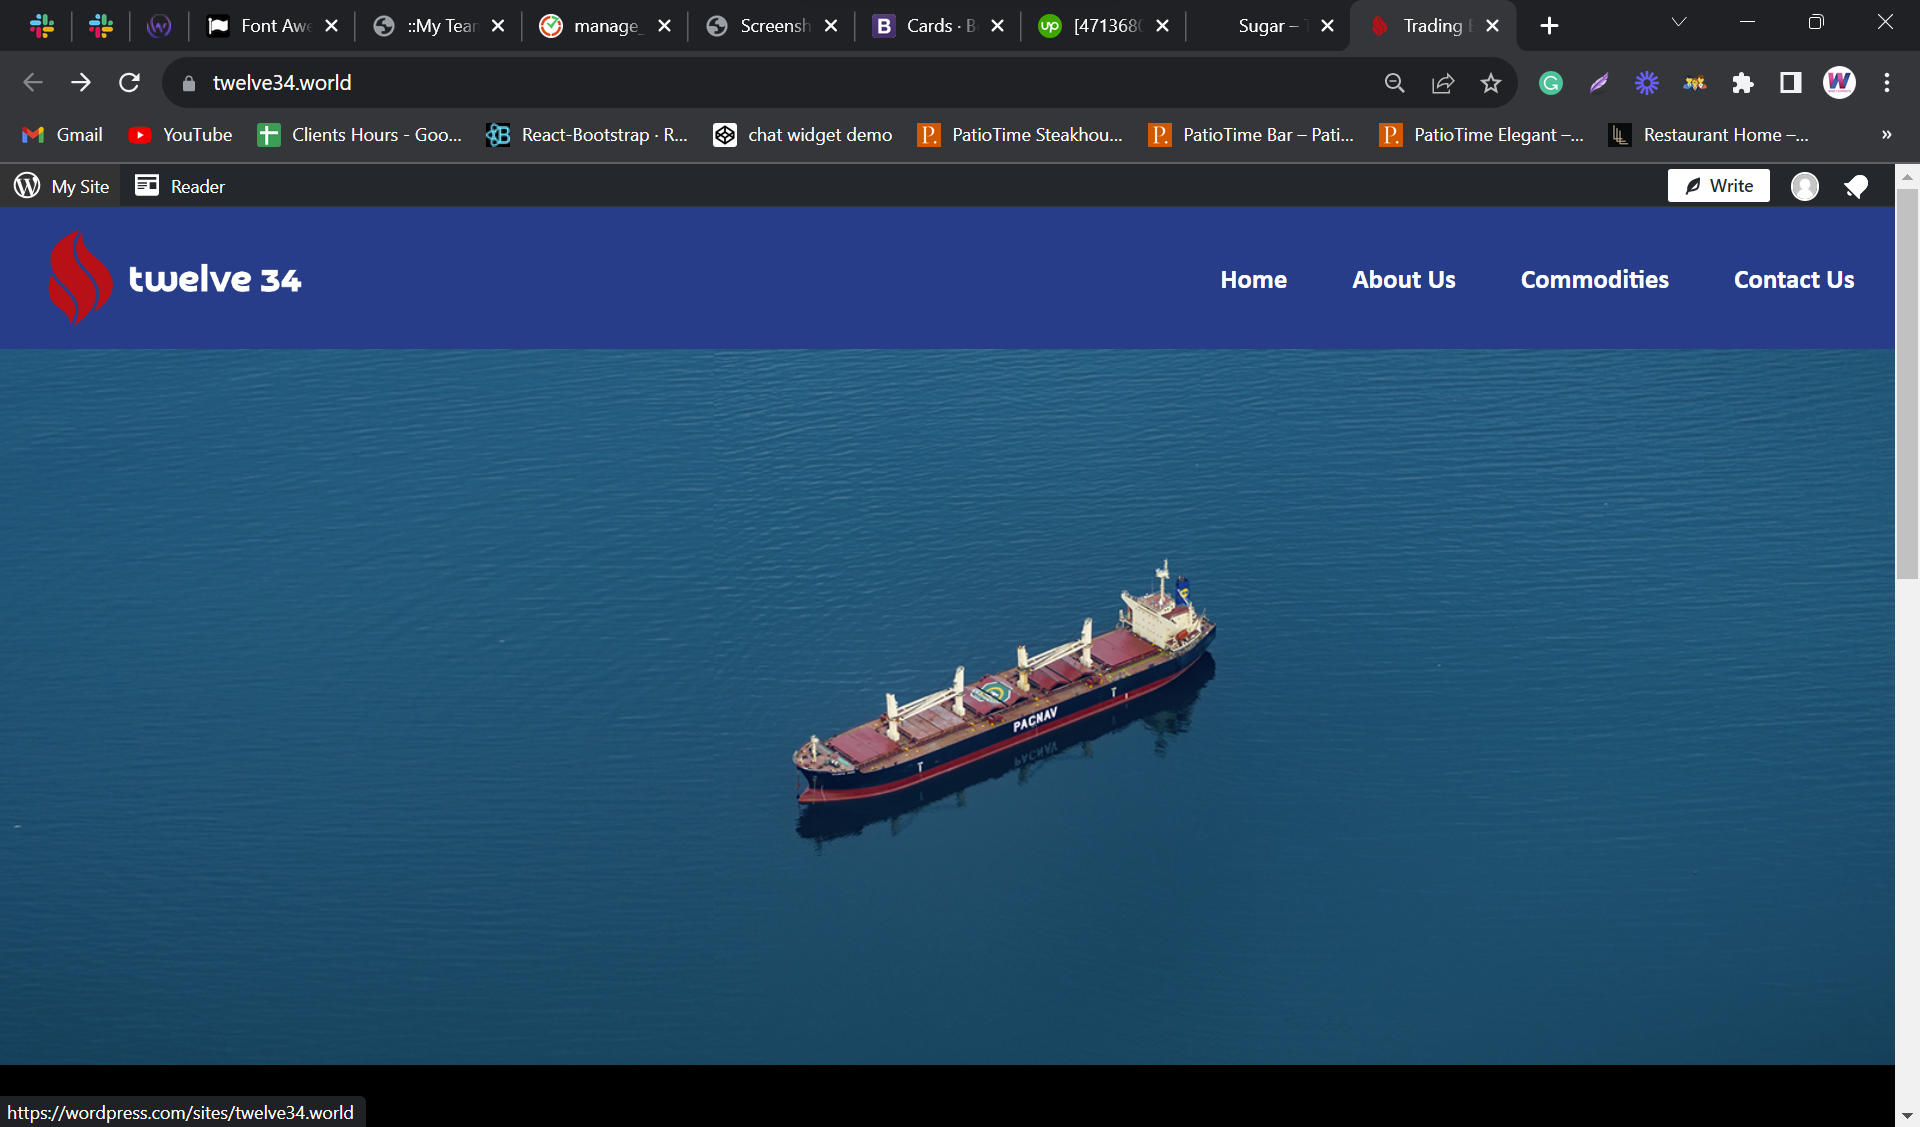 Font Awe
::My Tear
manage_
Screensh
Cards · B
[4713680
Sugar – T
Trading E
twelve34.world
Gmail
YouTube
Clients Hours - Goo...
React-Bootstrap · R...
chat widget demo
PatioTime Steakhou...
PatioTime Bar – Pati...
PatioTime Elegant –...
Restaurant Home –...
»
My Site
Reader
Write
twelve 34
Home
About Us
Commodities
Contact Us
PACNAV
https://wordpress.com/sites/twelve34.world